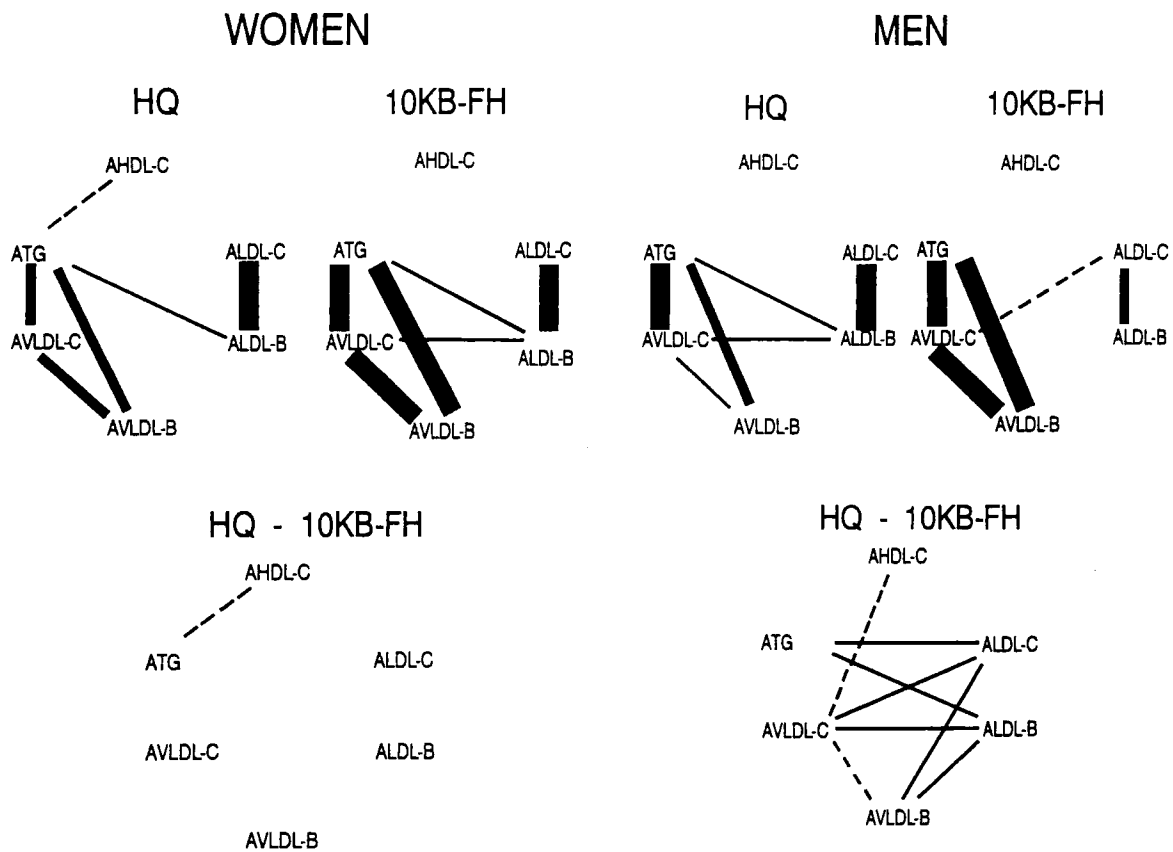 WOMEN
MEN
HQ
10KB-FH
HQ
10KB-FH
AHDL-C
AHDL-C
AHDL-C
AHDL-C
ATG
ALDL-C
ATG
ALDL-C
ATG
ALDL-C
ATG
ALDL-C
AVLDL-C
ALDL-B
AVLDL-C
ALDL-B
AVLDL-C
ALDL-B
AVLDL-C
ALDL-B
AVLDL-B
AVLDL-B
AVLDL-B
AVLDL-B
HQ - 10KB-FH
HQ - 10KB-FH
AHDL-C
AHDL-C
ATG
ALDL-C
ATG
ALDL-C
AVLDL-C
ALDL-B
AVLDL-C
ALDL-B
AVLDL-B
AVLDL-B